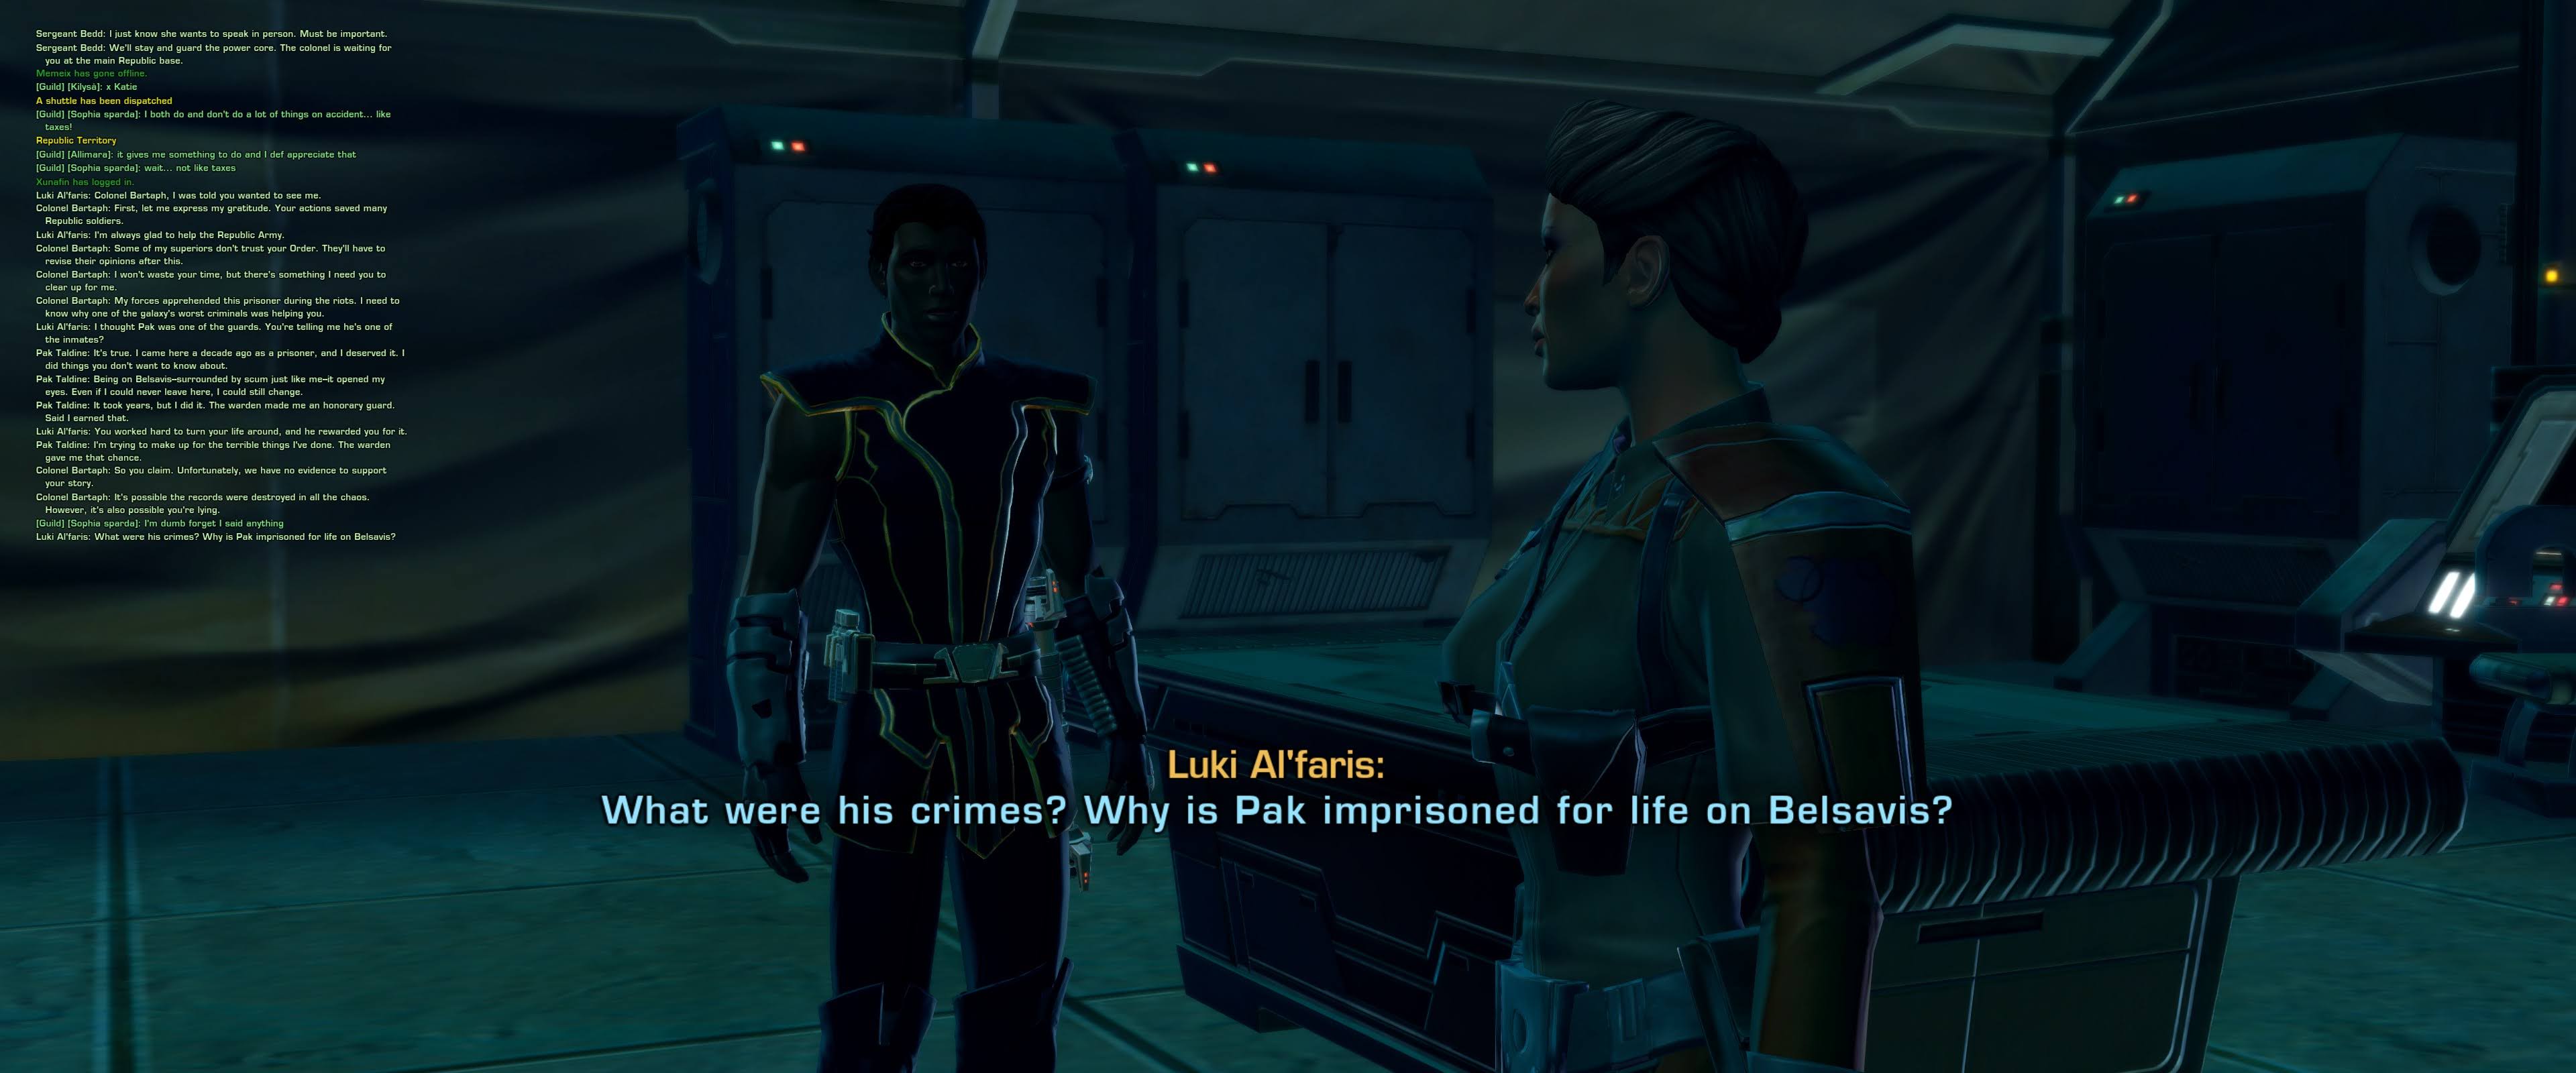 Sergeant Bedd: I just know she wants to speak in person. Must be important.
Sergeant Bedd: We'll stay and guard the power core. The colonel is waiting for
you at the main Republic base.
Memeix has gone offline.
[Guild] [Kilysà]: x Katie
A shuttle has been dispatched
[Guild] [Sophia sparda]: I both do and don't do a lot of things on accident... like
taxes!
Republic Territory
[Guild] [Allimara]: it gives me something to do and I def appreciate that
[Guild] [Sophia sparda]: wait... not like taxes
Xunafin has logged in.
Luki Al'faris: Colonel Bartaph, I was told you wanted to see me.
Colonel Bartaph: First, let me express my gratitude. Your actions saved many
Republic soldiers.
Luki Al'faris: I'm always glad to help the Republic Army.
Colonel Bartaph: Some of my superiors don't trust your Order. They'll have to
revise their opinions after this.
Colonel Bartaph: I won't waste your time, but there's something I need you to
clear up for me.
Colonel Bartaph: My forces apprehended this prisoner during the riots. I need to
know why one of the galaxy's worst criminals was helping you.
Luki Al'faris: I thought Pak was one of the guards. You're telling me he's one of
the inmates?
Pak Taldine: It's true. I came here a decade ago as a prisoner, and I deserved it. I
did things you don't want to know about.
Pak Taldine: Being on Belsavis–surrounded by scum just like me–it opened my
eyes. Even if I could never leave here, I could still change.
Pak Taldine: It took years, but I did it. The warden made me an honorary guard.
Said I earned that.
Luki Al'faris: You worked hard to turn your life around, and he rewarded you for it.
Pak Taldine: I'm trying to make up for the terrible things I've done. The warden
gave me that chance.
Colonel Bartaph: So you claim. Unfortunately, we have no evidence to support
your story.
Colonel Bartaph: It's possible the records were destroyed in all the chaos.
However, it's also possible you're lying.
[Guild] [Sophia sparda]: I'm dumb forget I said anything
Luki Al'faris: What were his crimes? Why is Pak imprisoned for life on Belsavis?
Luki Al'faris:
What were his crimes? Why is Pak imprisoned for life on Belsavis?